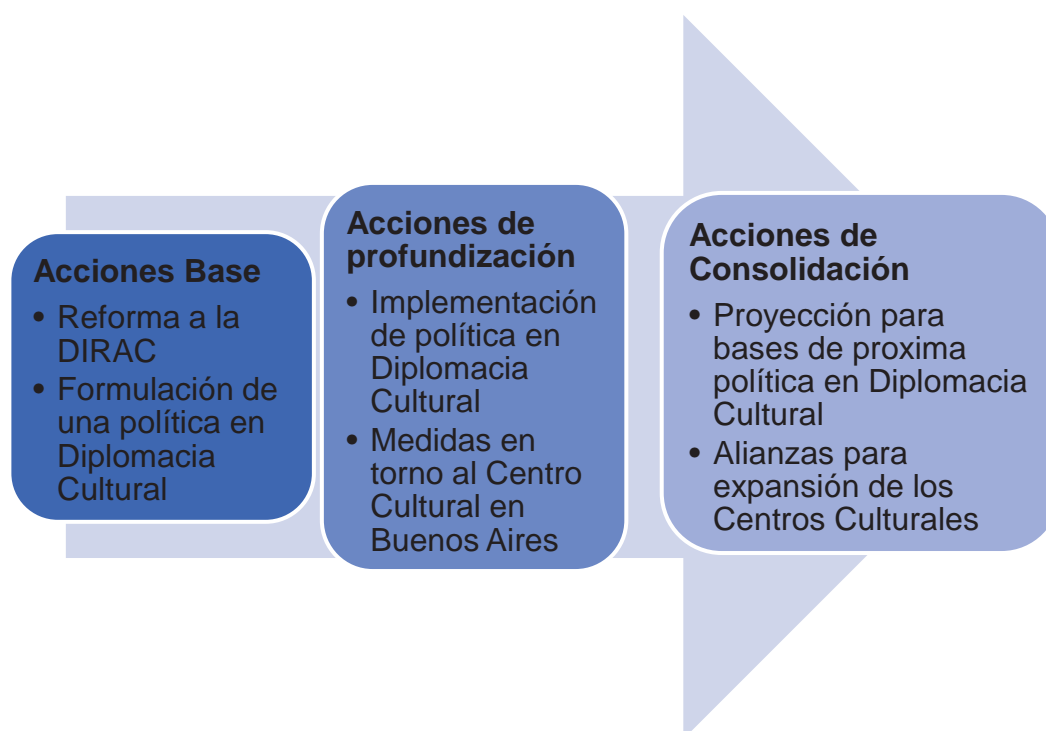 Acciones Base
• Reforma a la
DIRAC
• Formulación de
una política en
Diplomacia
Cultural
Acciones de
profundización
• Implementación
de política en
Diplomacia
Cultural
• Medidas en
torno al Centro
Cultural en
Buenos Aires
Acciones de
Consolidación
• Proyección para
bases de proxima
política en Diplomacia
Cultural
• Alianzas para
expansión de los
Centros Culturales